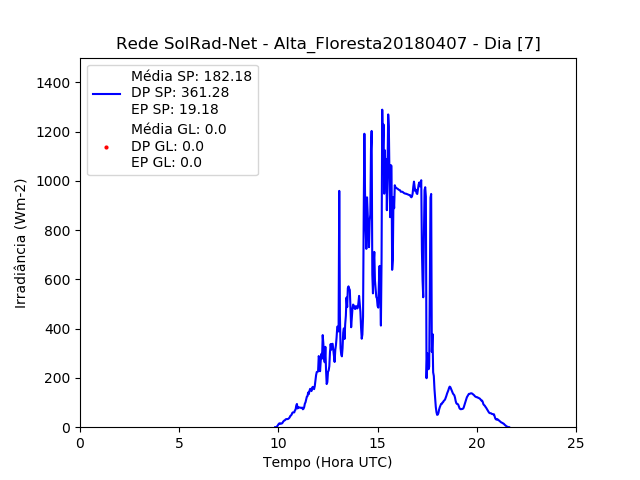 Rede SolRad-Net - Alta_Floresta20180407 - Dia [7]
Média SP: 182.18
DP SP: 361.28
EP SP: 19.18
Média GL: 0.0
DP GL: 0.0
EP GL: 0.0
1400
1200
1000
800
600
400
200
0
Irradiância (Wm-2)
0 5 10 15 20 25
Tempo (Hora UTC)